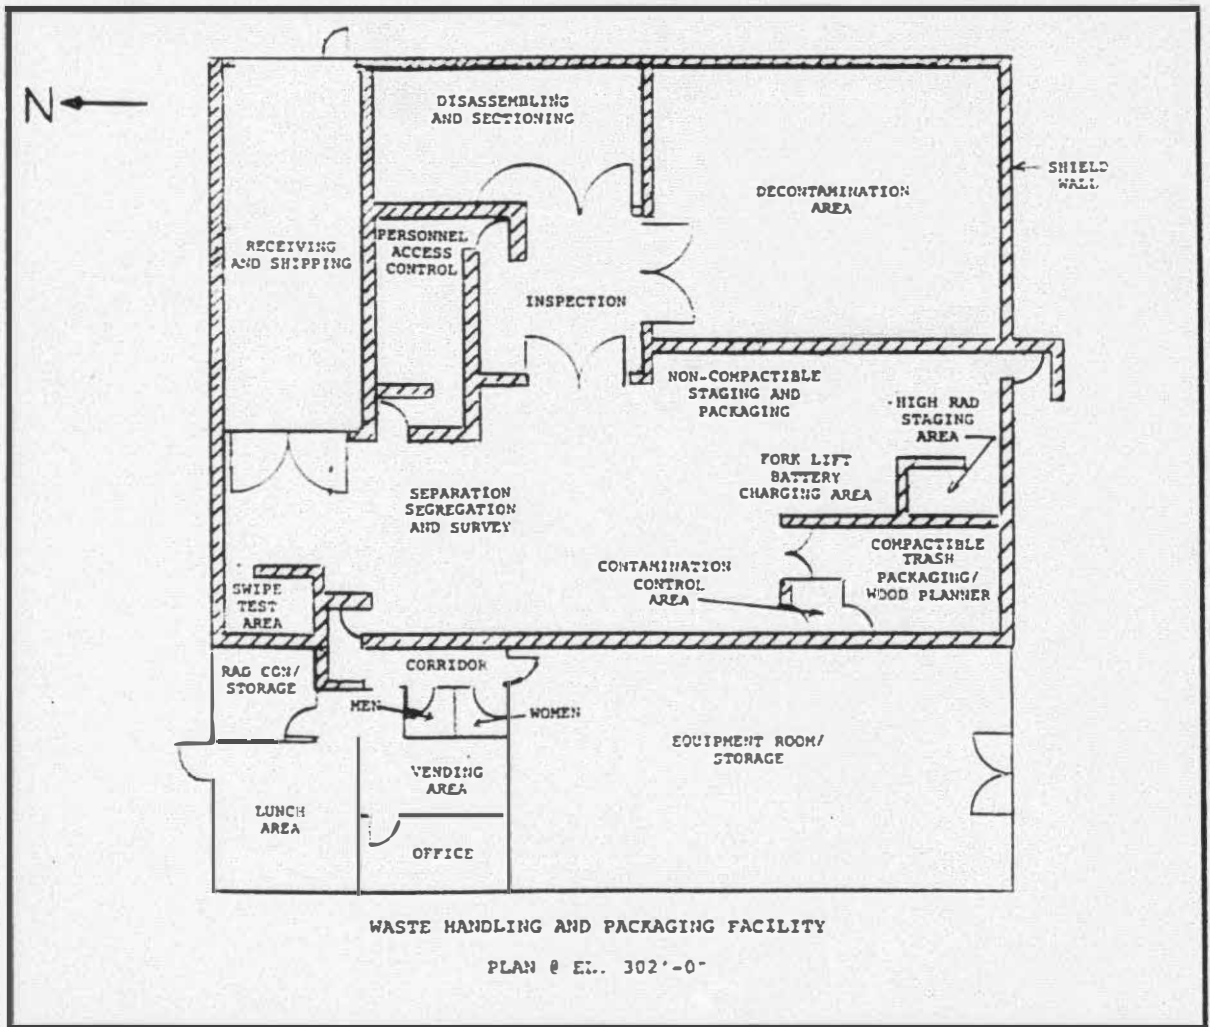 N
DISASSEMBLING
AND SECTIONING
SHIELD
WALL
DECONTAMINATION
AREA
RECEIVING
AND SHIPPING
PERSONNEL
ACCESS
CONTROL
INSPECTION
NON-COMPACTIBLE
STAGING AND
PACKAGING
HIGH RAD
STAGING
AREA
FORK LIFT
BATTERY
CHARGING AREA
SEPARATION
SEGREGATION
AND SURVEY
COMPACTIBLE
TRASH
PACKAGING/
WOOD PLANNER
CONTAMINATION
CONTROL
AREA
SWIPE
TEST
AREA
CORRIDOR
RAG CGM/
STORAGE
MEN
WOMEN
EQUIPMENT ROOM/
STORAGE
VENDING
AREA
LUNCH
AREA
OFFICE
WASTE HANDLING AND PACKAGING FACILITY
PLAN @ EL. 302'-0"